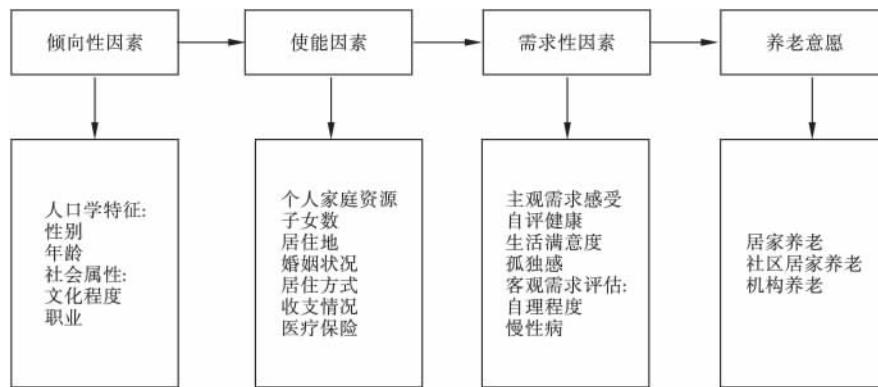 倾向性因素
使能因素
需求性因素
养老意愿
人口学特征:
性别
年龄
社会属性:
文化程度
职业
个人家庭资源
子女数
居住地
婚姻状况
居住方式
收支情况
医疗保险
主观需求感受
自评健康
生活满意度
孤独感
客观需求评估:
自理程度
慢性病
居家养老
社区居家养老
机构养老